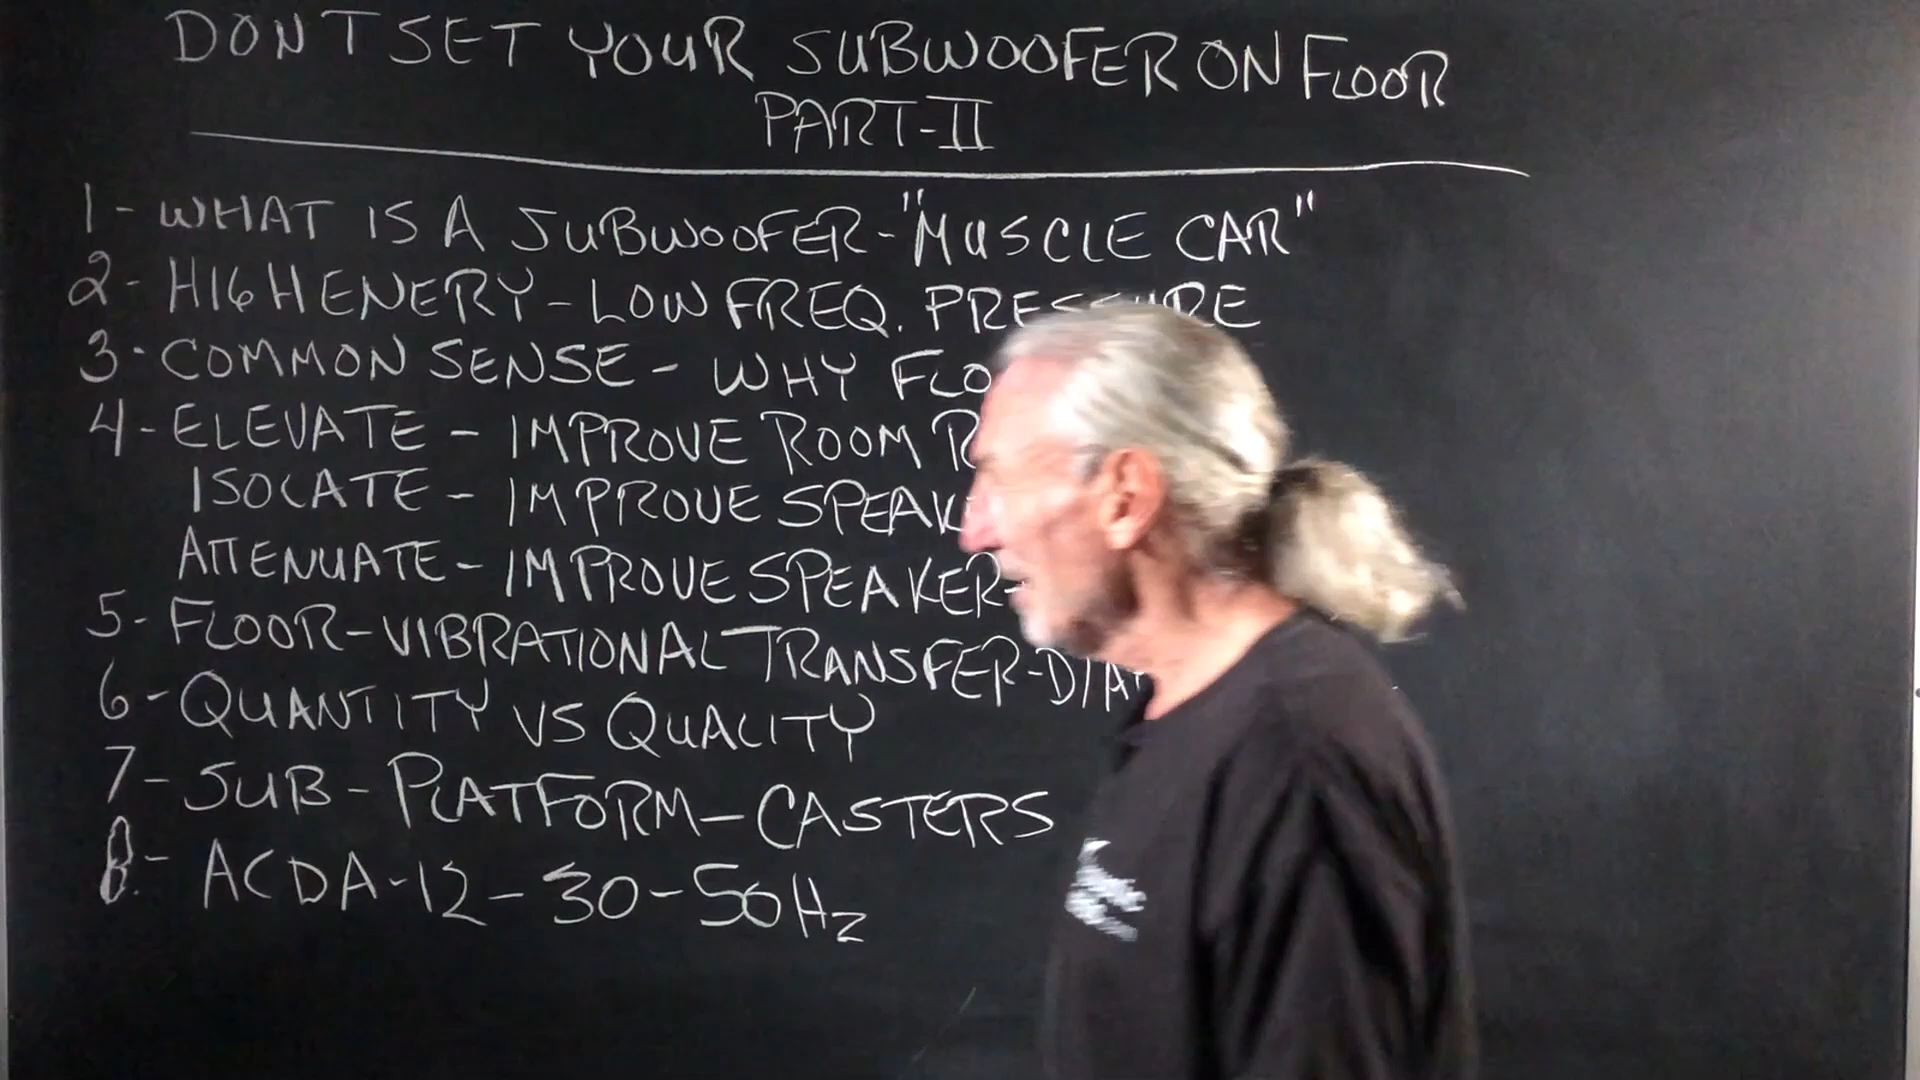 DONT SET YOUR SUBWOOFER ON FLOOR
PART-II
1- WHAT IS A SUBWOOFER- "MUSCLE CAR"
2- HIGH ENERY - LOW FREQ.
3- COMMON SENSE - WHY
4- ELEVATE - IMPROVE ROOM
ISOLATE - IMPROVE
ATTENUATE - IMPROVE SPEAKER-
5- FLOOR-VIBRATIONAL TRANSFER-
6- QUANTITY VS QUALITY
7- SUB-PLATFORM-CASTERS
8- ACDA-12-30-50Hz